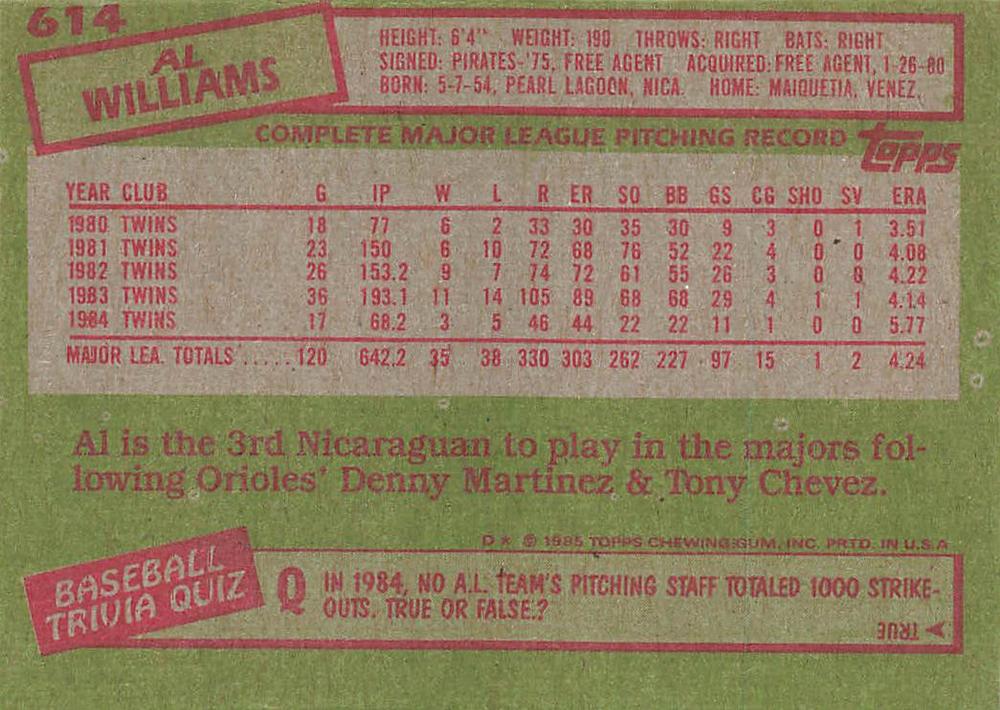 614
AL
WILLIAMS
HEIGHT: 6'4" WEIGHT: 190 THROWS: RIGHT BATS: RIGHT
SIGNED: PIRATES-'75, FREE AGENT ACQUIRED: FREE AGENT, 1-26-80
BORN: 5-7-54, PEARL LAGOON, NICA. HOME: MAIQUETIA, VENEZ.
COMPLETE MAJOR LEAGUE PITCHING RECORD topps
YEAR CLUB G IP W L R ER SO BB GS CG SHO SV ERA
1980 TWINS 18 77 6 2 33 30 35 30 9 3 0 1 3.51
1981 TWINS 23 150 6 10 72 68 76 52 22 4 0 0 4.08
1982 TWINS 26 153.2 9 7 74 72 61 55 26 3 0 0 4.22
1983 TWINS 36 193.1 11 14 105 89 68 68 29 4 1 1 4.14
1984 TWINS 17 68.2 3 5 46 44 22 22 11 1 0 0 5.77
MAJOR LEA. TOTALS ..... 120 642.2 35 38 330 303 262 227 97 15 1 2 4.24
Al is the 3rd Nicaraguan to play in the majors fol-
lowing Orioles' Denny Martinez & Tony Chevez.
D* © 1985 TOPPS CHEWING GUM, INC. PRTD. IN U.S.A
BASEBALL
TRIVIA QUIZ
Q IN 1984, NO A.L. TEAM'S PITCHING STAFF TOTALED 1000 STRIKE-
OUTS. TRUE OR FALSE?
TRUE